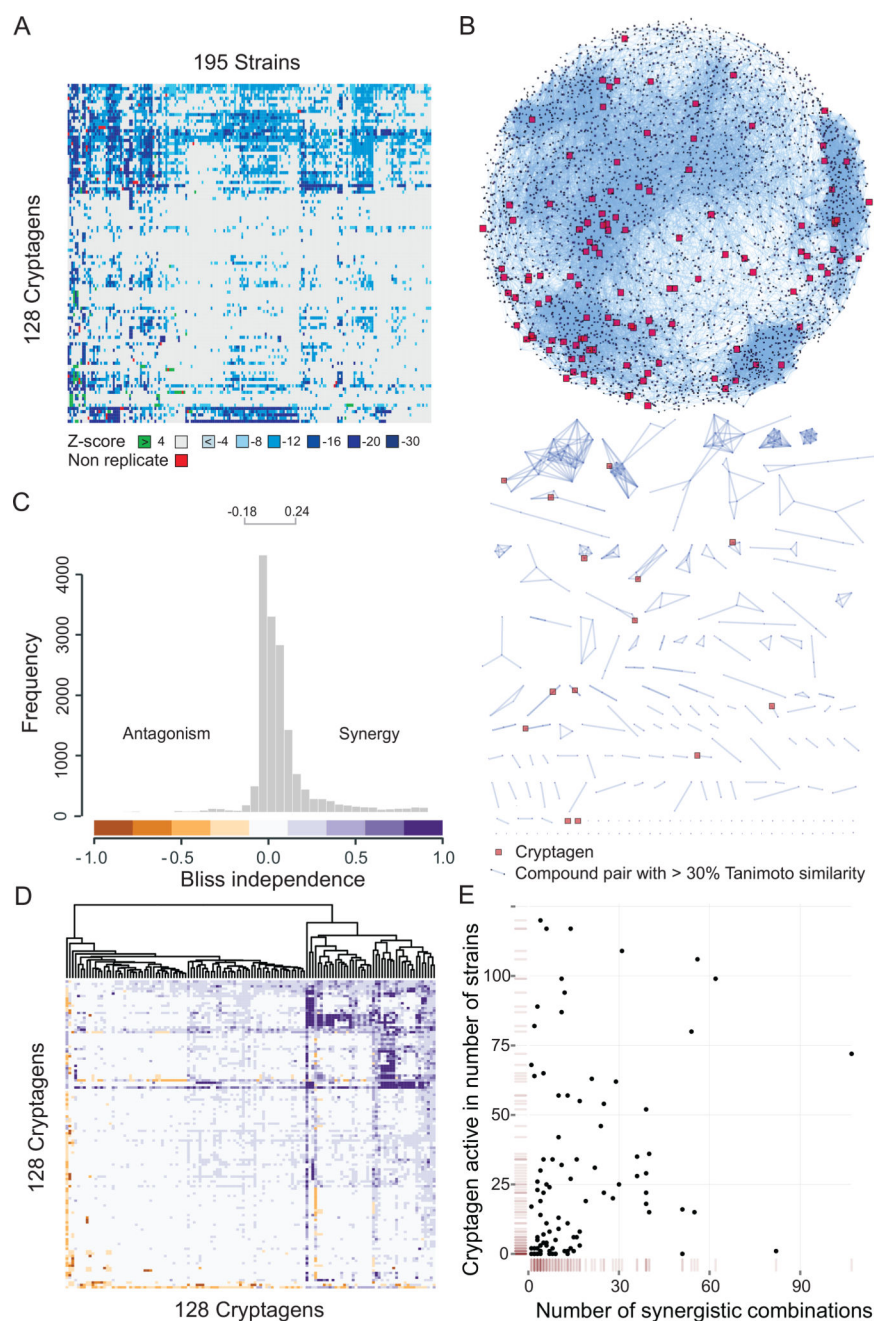 A
195 Strains
128 Cryptagens
Z-score > 4 < -4 -8 -12 -16 -20 -30
Non replicate
B
Cryptagen
Compound pair with > 30% Tanimoto similarity
C
-0.18 0.24
Frequency
4000
3000
2000
1000
0
Antagonism
Synergy
-1.0 -0.5 0.0 0.5 1.0
Bliss independence
D
128 Cryptagens
128 Cryptagens
E
Cryptagen active in number of strains
100
75
50
25
0
0 30 60 90
Number of synergistic combinations